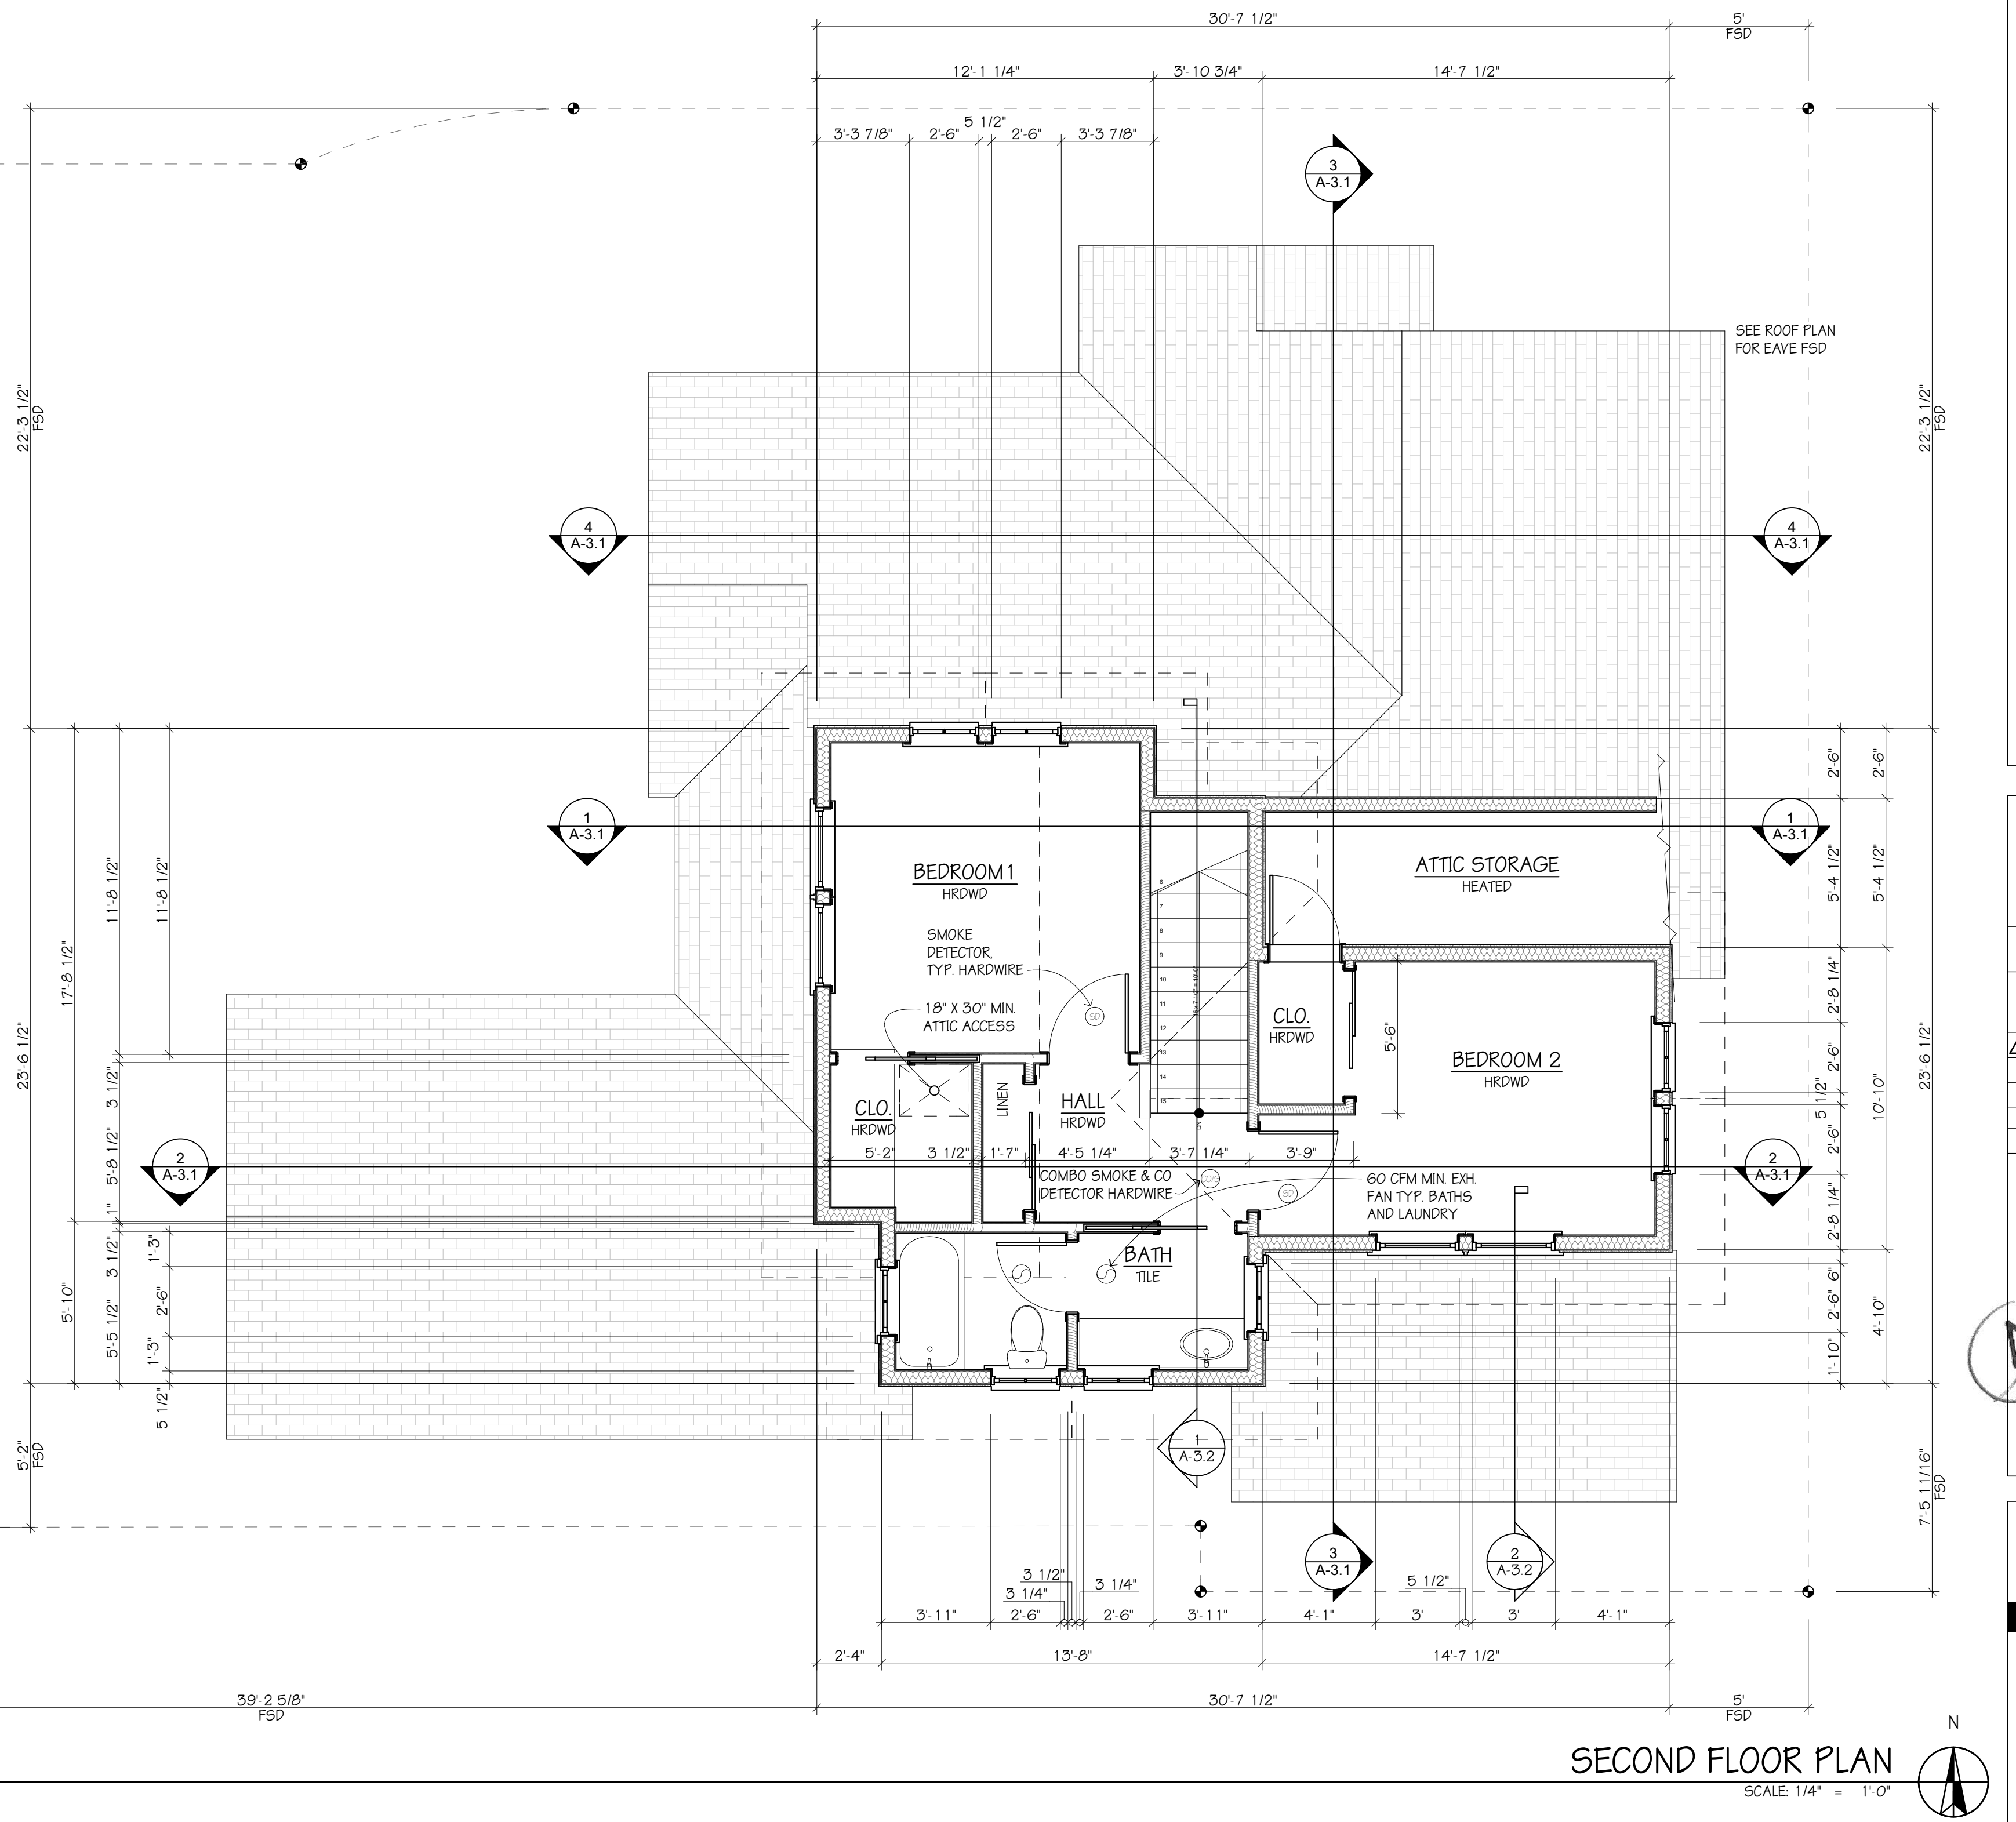 30'-7 1/2"
5'
FSD
12'-1 1/4"
3'-10 3/4"
14'-7 1/2"
5 1/2"
3'-3 7/8"
2'-6"
2'-6"
3'-3 7/8"
3
A-3.1
SEE ROOF PLAN
FOR EAVE FSD
22'-3 1/2"
FSD
22'-3 1/2"
FSD
4
A-3.1
4
A-3.1
1
A-3.1
1
A-3.1
2'-6"
2'-6"
5'-4 1/2"
5'-4 1/2"
11'-8 1/2"
11'-8 1/2"
17'-8 1/2"
23'-6 1/2"
3 1/2"
5'-8 1/2"
1"
BEDROOM 1
HRDWD
SMOKE
DETECTOR,
TYP. HARDWIRE
SD
18" X 30" MIN.
ATTIC ACCESS
ATTIC STORAGE
HEATED
6
7
8
9
10
11
12
13
14
15
DN
CLO.
HRDWD
5'-6"
BEDROOM 2
HRDWD
CLO.
HRDWD
LINEN
HALL
HRDWD
2'-8 1/4"
2'-6"
5 1/2"
2'-6"
2'-8 1/4"
10'-10"
23'-6 1/2"
2
A-3.1
2
A-3.1
5'-2"
3 1/2"
1'-7"
4'-5 1/4"
3'-7 1/4"
3'-9"
COMBO SMOKE & CO
DETECTOR HARDWIRE
SD
60 CFM MIN. EXH.
FAN TYP. BATHS
AND LAUNDRY
BATH
TILE
5'-10"
3 1/2"
5'-5 1/2"
1'-3"
2'-6"
1'-3"
5 1/2"
6"
2'-6"
1'-10"
4'-10"
5'-2"
FSD
7'-5 11/16"
FSD
1
A-3.2
3
A-3.1
2
A-3.2
3 1/2"
3 1/4"
3 1/4"
5 1/2"
3'-11"
2'-6"
2'-6"
3'-11"
4'-1"
3'
3'
4'-1"
2'-4"
13'-8"
14'-7 1/2"
39'-2 5/8"
FSD
30'-7 1/2"
5'
FSD
N
SECOND FLOOR PLAN
SCALE: 1/4" = 1'-0"